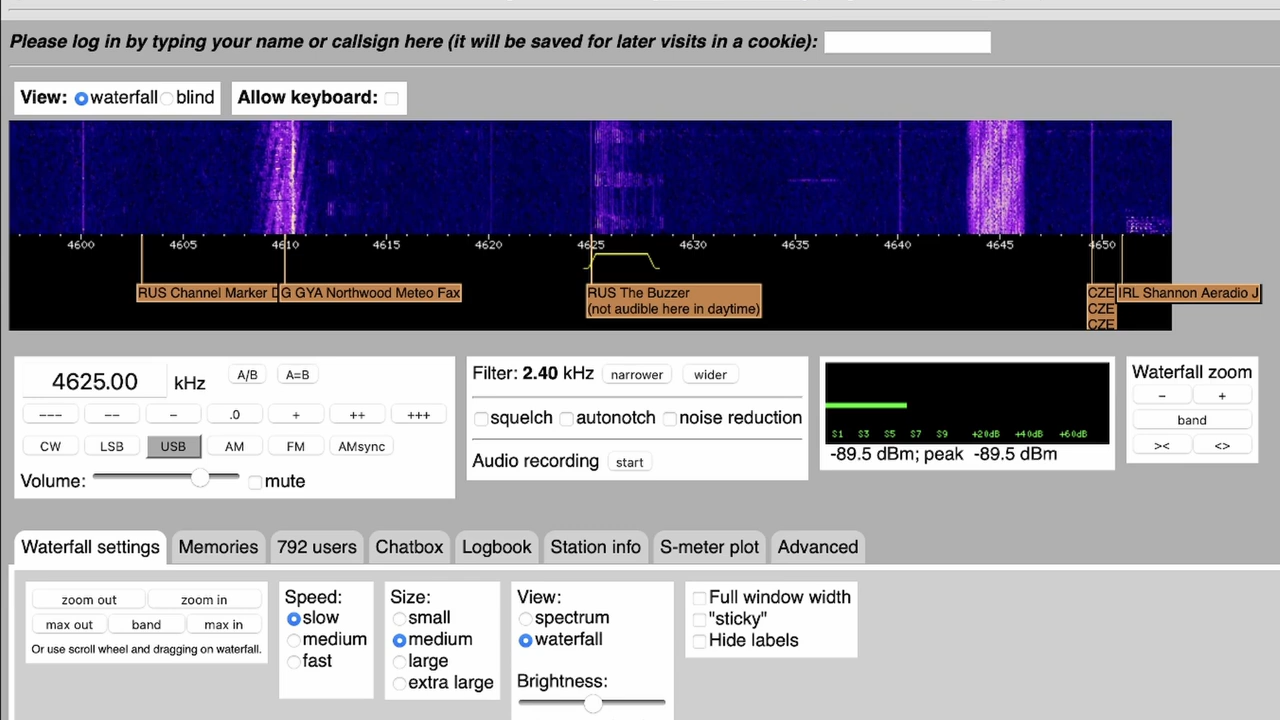 Please log in by typing your name or callsign here (it will be saved for later visits in a cookie):
View: waterfall blind Allow keyboard:
4600 4605 4610 4615 4620 4625 4630 4635 4640 4645 4650
RUS Channel Marker D G GYA Northwood Meteo Fax RUS The Buzzer CZE IRL Shannon Aeradio J
(not audible here in daytime) CZE
CZE
4625.00 kHz A/B A=B
--- -- - .0 + ++ +++
CW LSB USB AM FM AMsync
Volume: mute
Filter: 2.40 kHz narrower wider
squelch autonotch noise reduction
Audio recording start
S1 S3 S5 S7 S9 +20dB +40dB +60dB
-89.5 dBm; peak -89.5 dBm
Waterfall zoom
- +
band
>< <>
Waterfall settings Memories 792 users Chatbox Logbook Station info S-meter plot Advanced
zoom out zoom in
max out band max in
Or use scroll wheel and dragging on waterfall.
Speed:
slow
medium
fast
Size:
small
medium
large
extra large
View:
spectrum
waterfall
Brightness:
Full window width
"sticky"
Hide labels